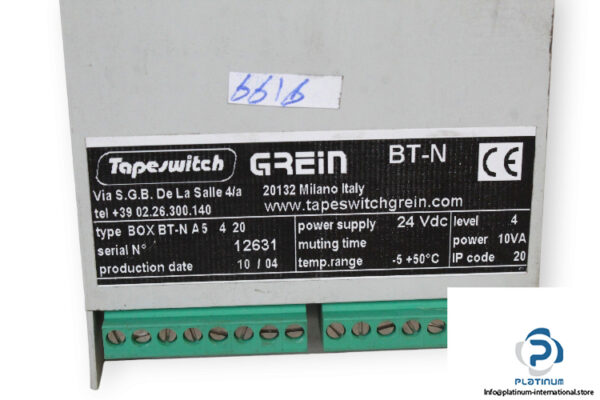 6616
Tapeswitch GREIN BT-N CE
Via S.G.B. De La Salle 4/a 20132 Milano Italy
tel +39 02.26.300.140 www.tapeswitchgrein.com
type BOX BT-N A5 4 20 power supply 24 Vdc level 4
serial N° 12631 muting time power 10VA
production date 10 / 04 temp.range -5 +50°C IP code 20
PLATINUM
Info@platinum-international.store